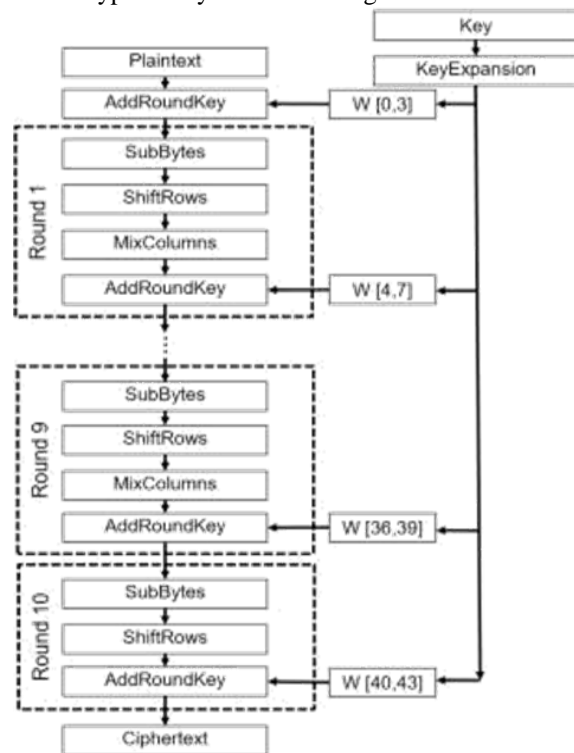 Key
Plaintext
KeyExpansion
AddRoundKey
W [0,3]
Round 1
SubBytes
ShiftRows
MixColumns
AddRoundKey
W [4,7]
Round 9
SubBytes
ShiftRows
MixColumns
AddRoundKey
W [36,39]
Round 10
SubBytes
ShiftRows
AddRoundKey
W [40,43]
Ciphertext